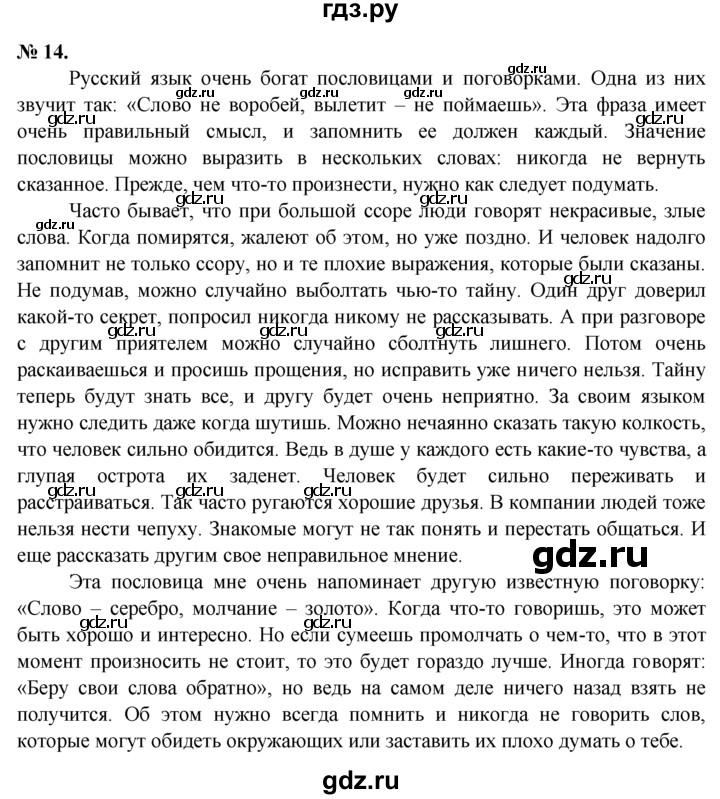 гдз.ру
№ 14.
Русский язык очень богат пословицами и поговорками. Одна из них
звучит так: «Слово не воробей, вылетит – не поймаешь». Эта фраза имеет
очень правильный смысл, и запомнить ее должен каждый. Значение
пословицы можно выразить в нескольких словах: никогда не вернуть
сказанное. Прежде, чем что-то произнести, нужно как следует подумать.
Часто бывает, что при большой ссоре люди говорят некрасивые, злые
слова. Когда помирятся, жалеют об этом, но уже поздно. И человек надолго
запомнит не только ссору, но и те плохие выражения, которые были сказаны.
Не подумав, можно случайно выболтать чью-то тайну. Один друг доверил
какой-то секрет, попросил никогда никому не рассказывать. А при разговоре
с другим приятелем можно случайно сболтнуть лишнего. Потом очень
раскаиваешься и просишь прощения, но исправить уже ничего нельзя. Тайну
теперь будут знать все, и другу будет очень неприятно. За своим языком
нужно следить даже когда шутишь. Можно нечаянно сказать такую колкость,
что человек сильно обидится. Ведь в душе у каждого есть какие-то чувства, а
глупая острота их заденет. Человек будет сильно переживать и
расстраиваться. Так часто ругаются хорошие друзья. В компании людей тоже
нельзя нести чепуху. Знакомые могут не так понять и перестать общаться. И
еще рассказать другим свое неправильное мнение.
gdz.ru
Эта пословица мне очень напоминает другую известную поговорку:
«Слово – серебро, молчание – золото». Когда что-то говоришь, это может
быть хорошо и интересно. Но если сумеешь промолчать о чем-то, что в этот
момент произносить не стоит, то это будет гораздо лучше. Иногда говорят:
«Беру свои слова обратно», но ведь на самом деле ничего назад взять не
получится. Об этом нужно всегда помнить и никогда не говорить слов,
которые могут обидеть окружающих или заставить их плохо думать о тебе.
gdz.ru